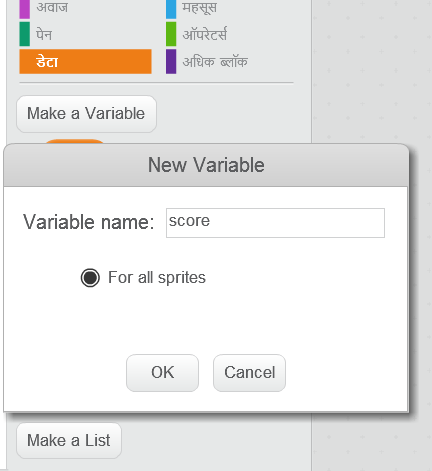 अवाज
महसूस
पेन
ऑपरेटर्स
डेटा
अधिक ब्लॉक
Make a Variable
New Variable
Variable name: score
For all sprites
OK
Cancel
Make a List